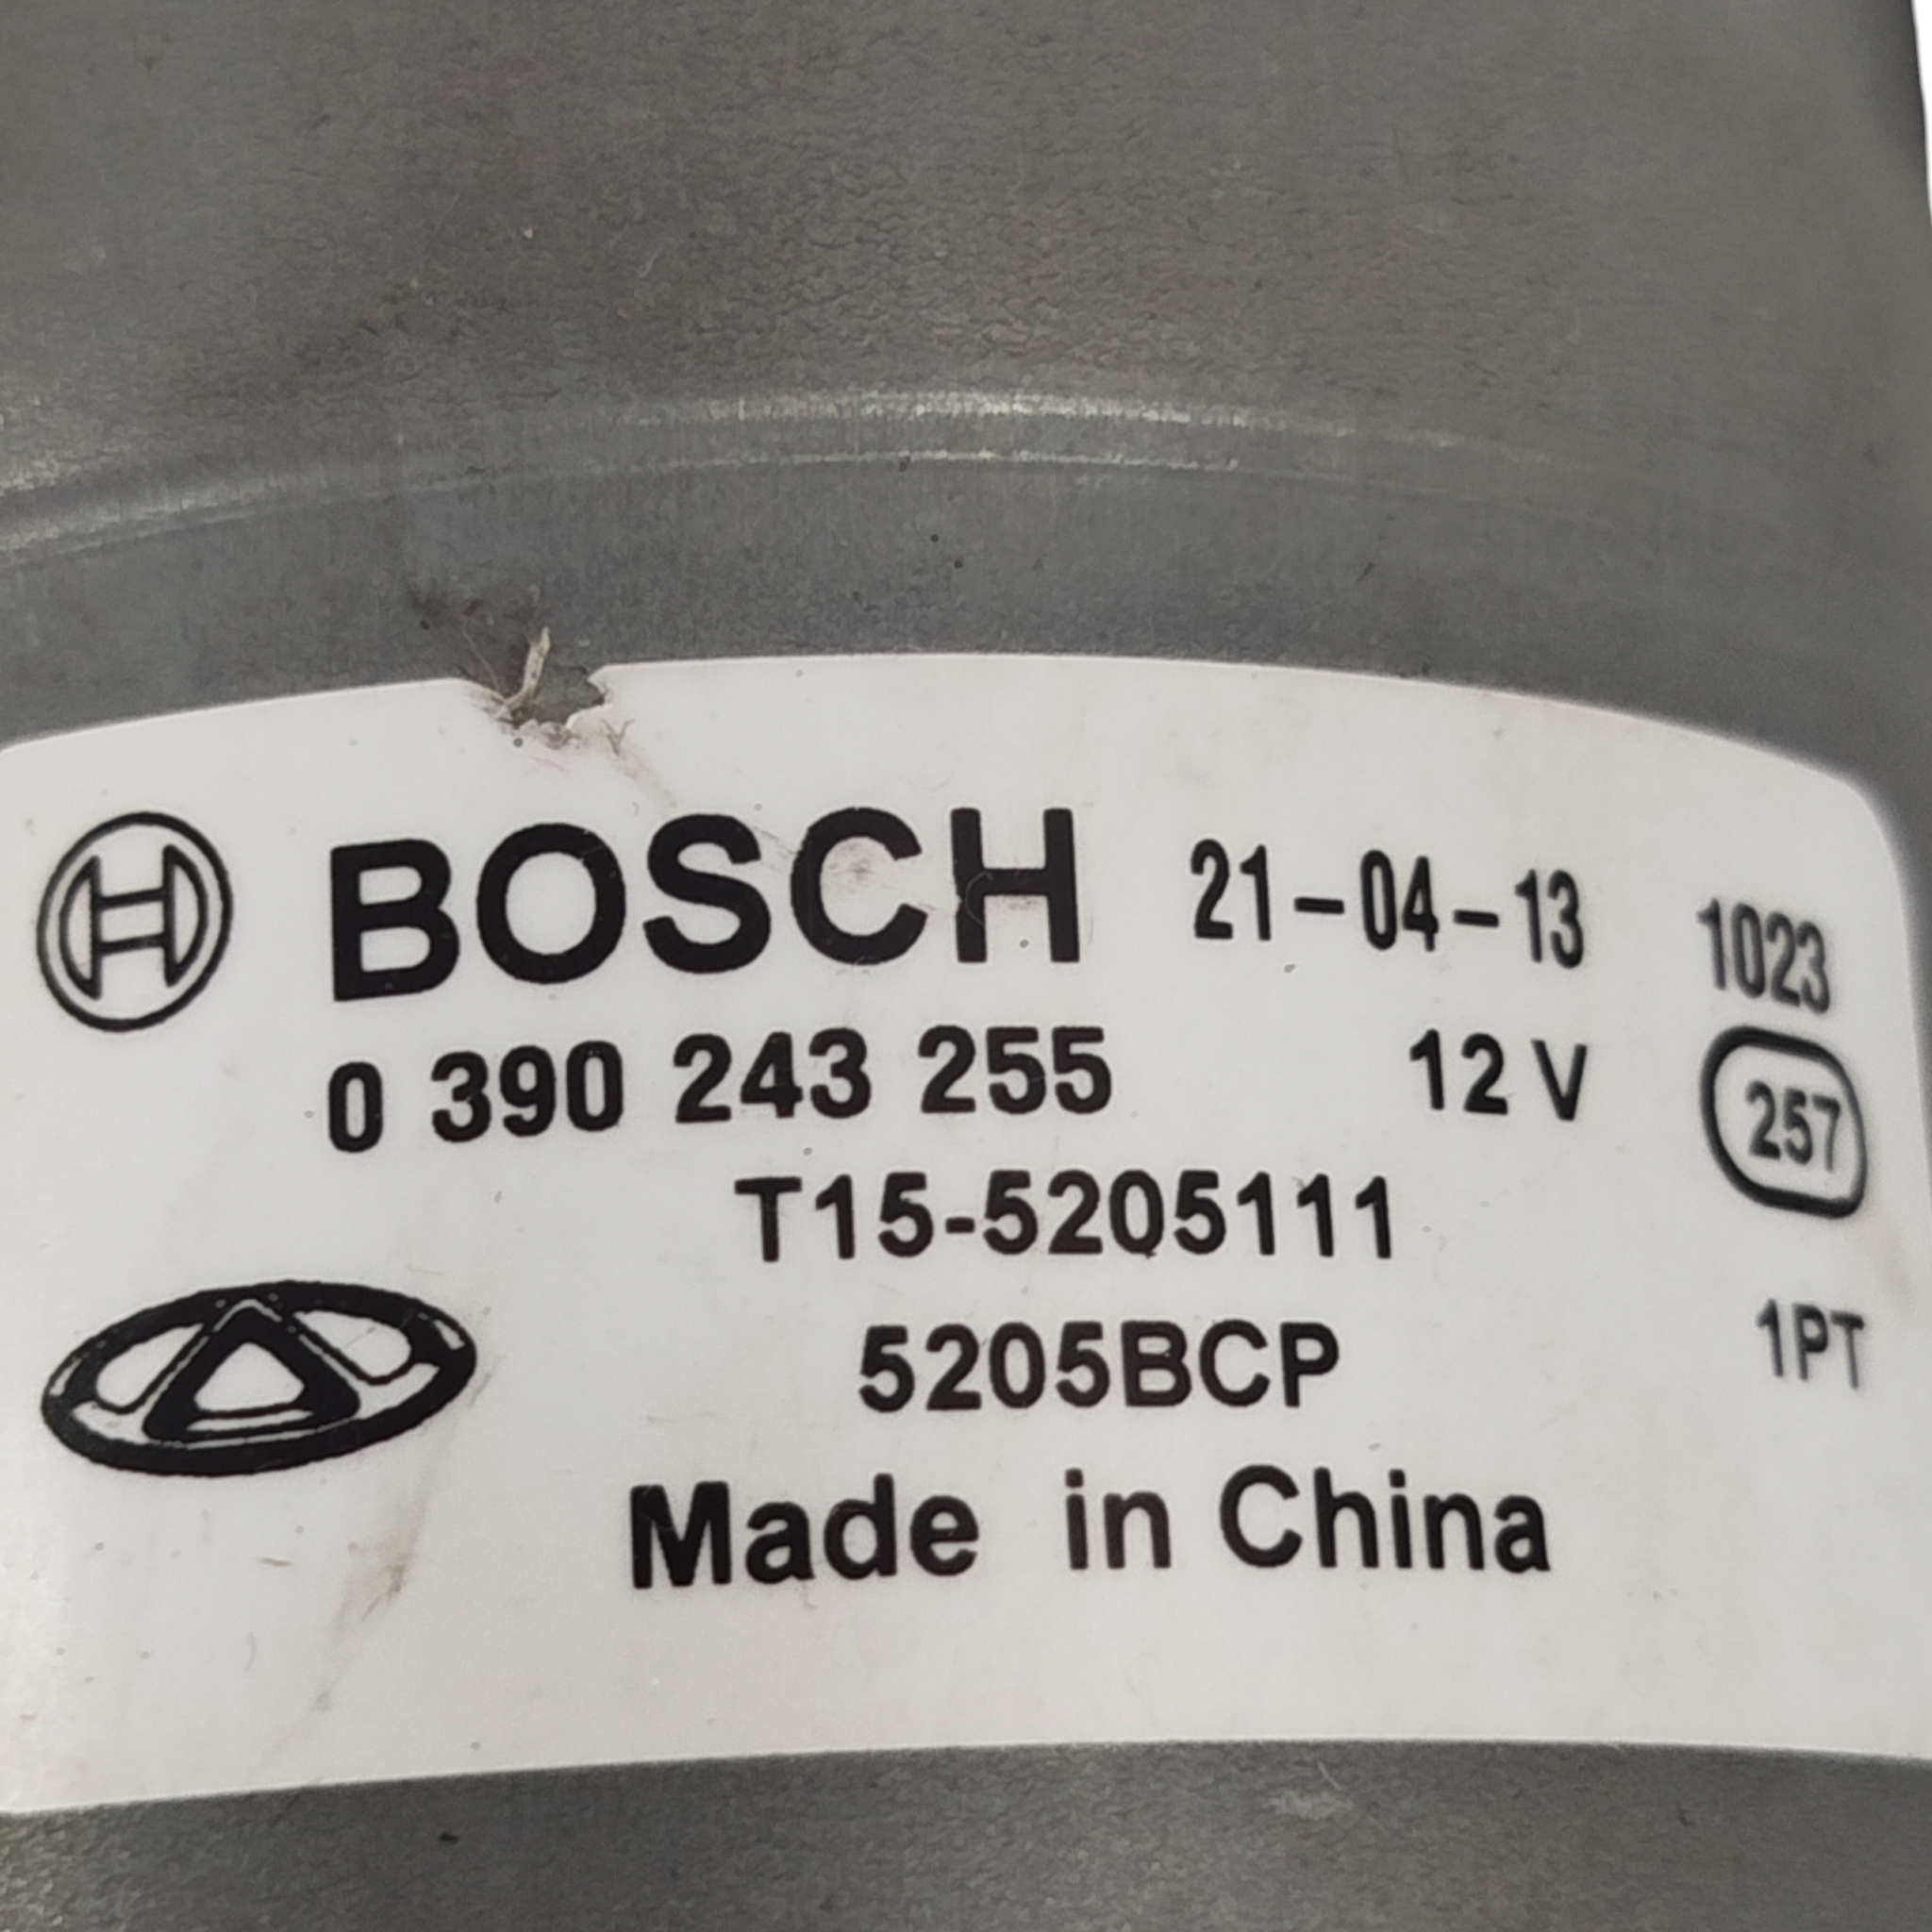 BOSCH 21-04-13 1023
0 390 243 255 12 V 257
T15-5205111
5205BCP 1PT
Made in China